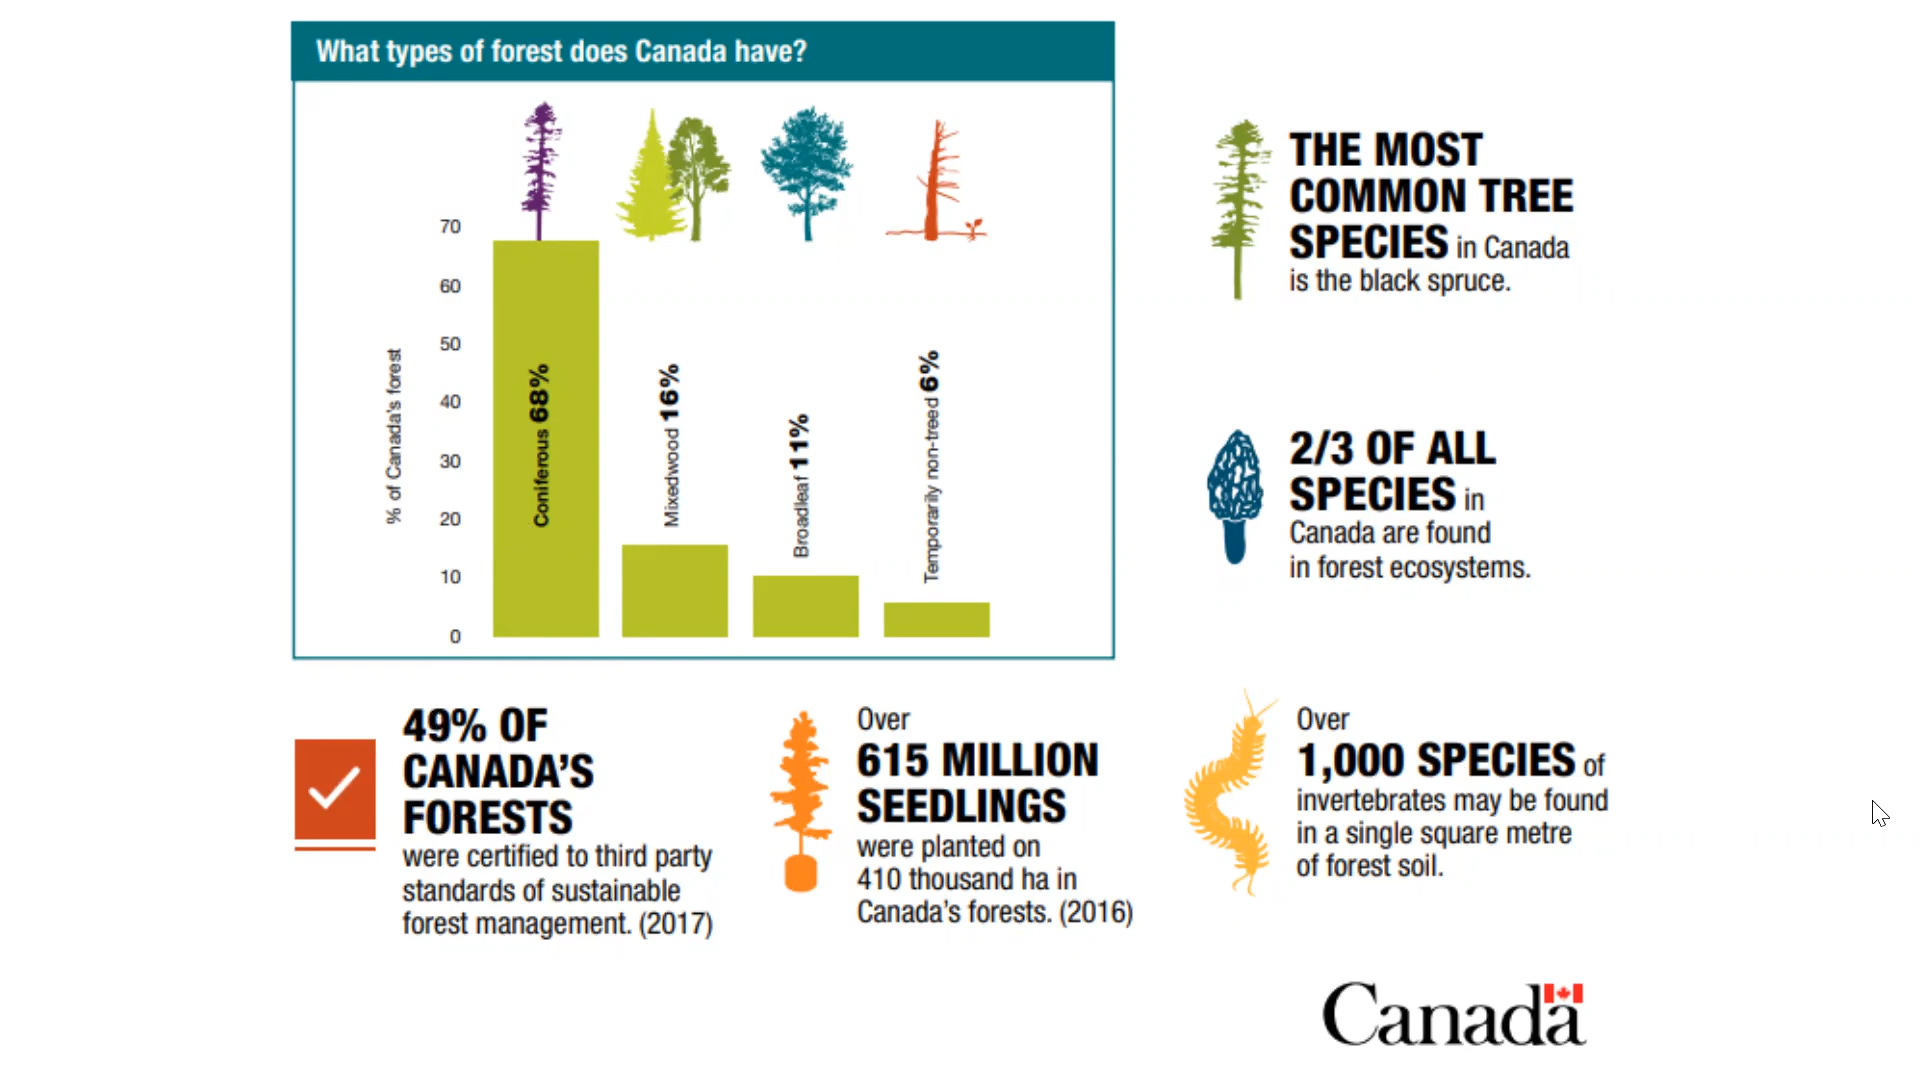 What types of forest does Canada have?
70
60
50
40
30
20
10
0
% of Canada's forest
Coniferous 68%
Mixedwood 16%
Broadleaf 11%
Temporarily non-treed 6%
THE MOST
COMMON TREE
SPECIES in Canada
is the black spruce.
2/3 OF ALL
SPECIES in
Canada are found
in forest ecosystems.
49% OF
CANADA'S
FORESTS
were certified to third party
standards of sustainable
forest management. (2017)
Over
615 MILLION
SEEDLINGS
were planted on
410 thousand ha in
Canada's forests. (2016)
Over
1,000 SPECIES of
invertebrates may be found
in a single square metre
of forest soil.
Canada